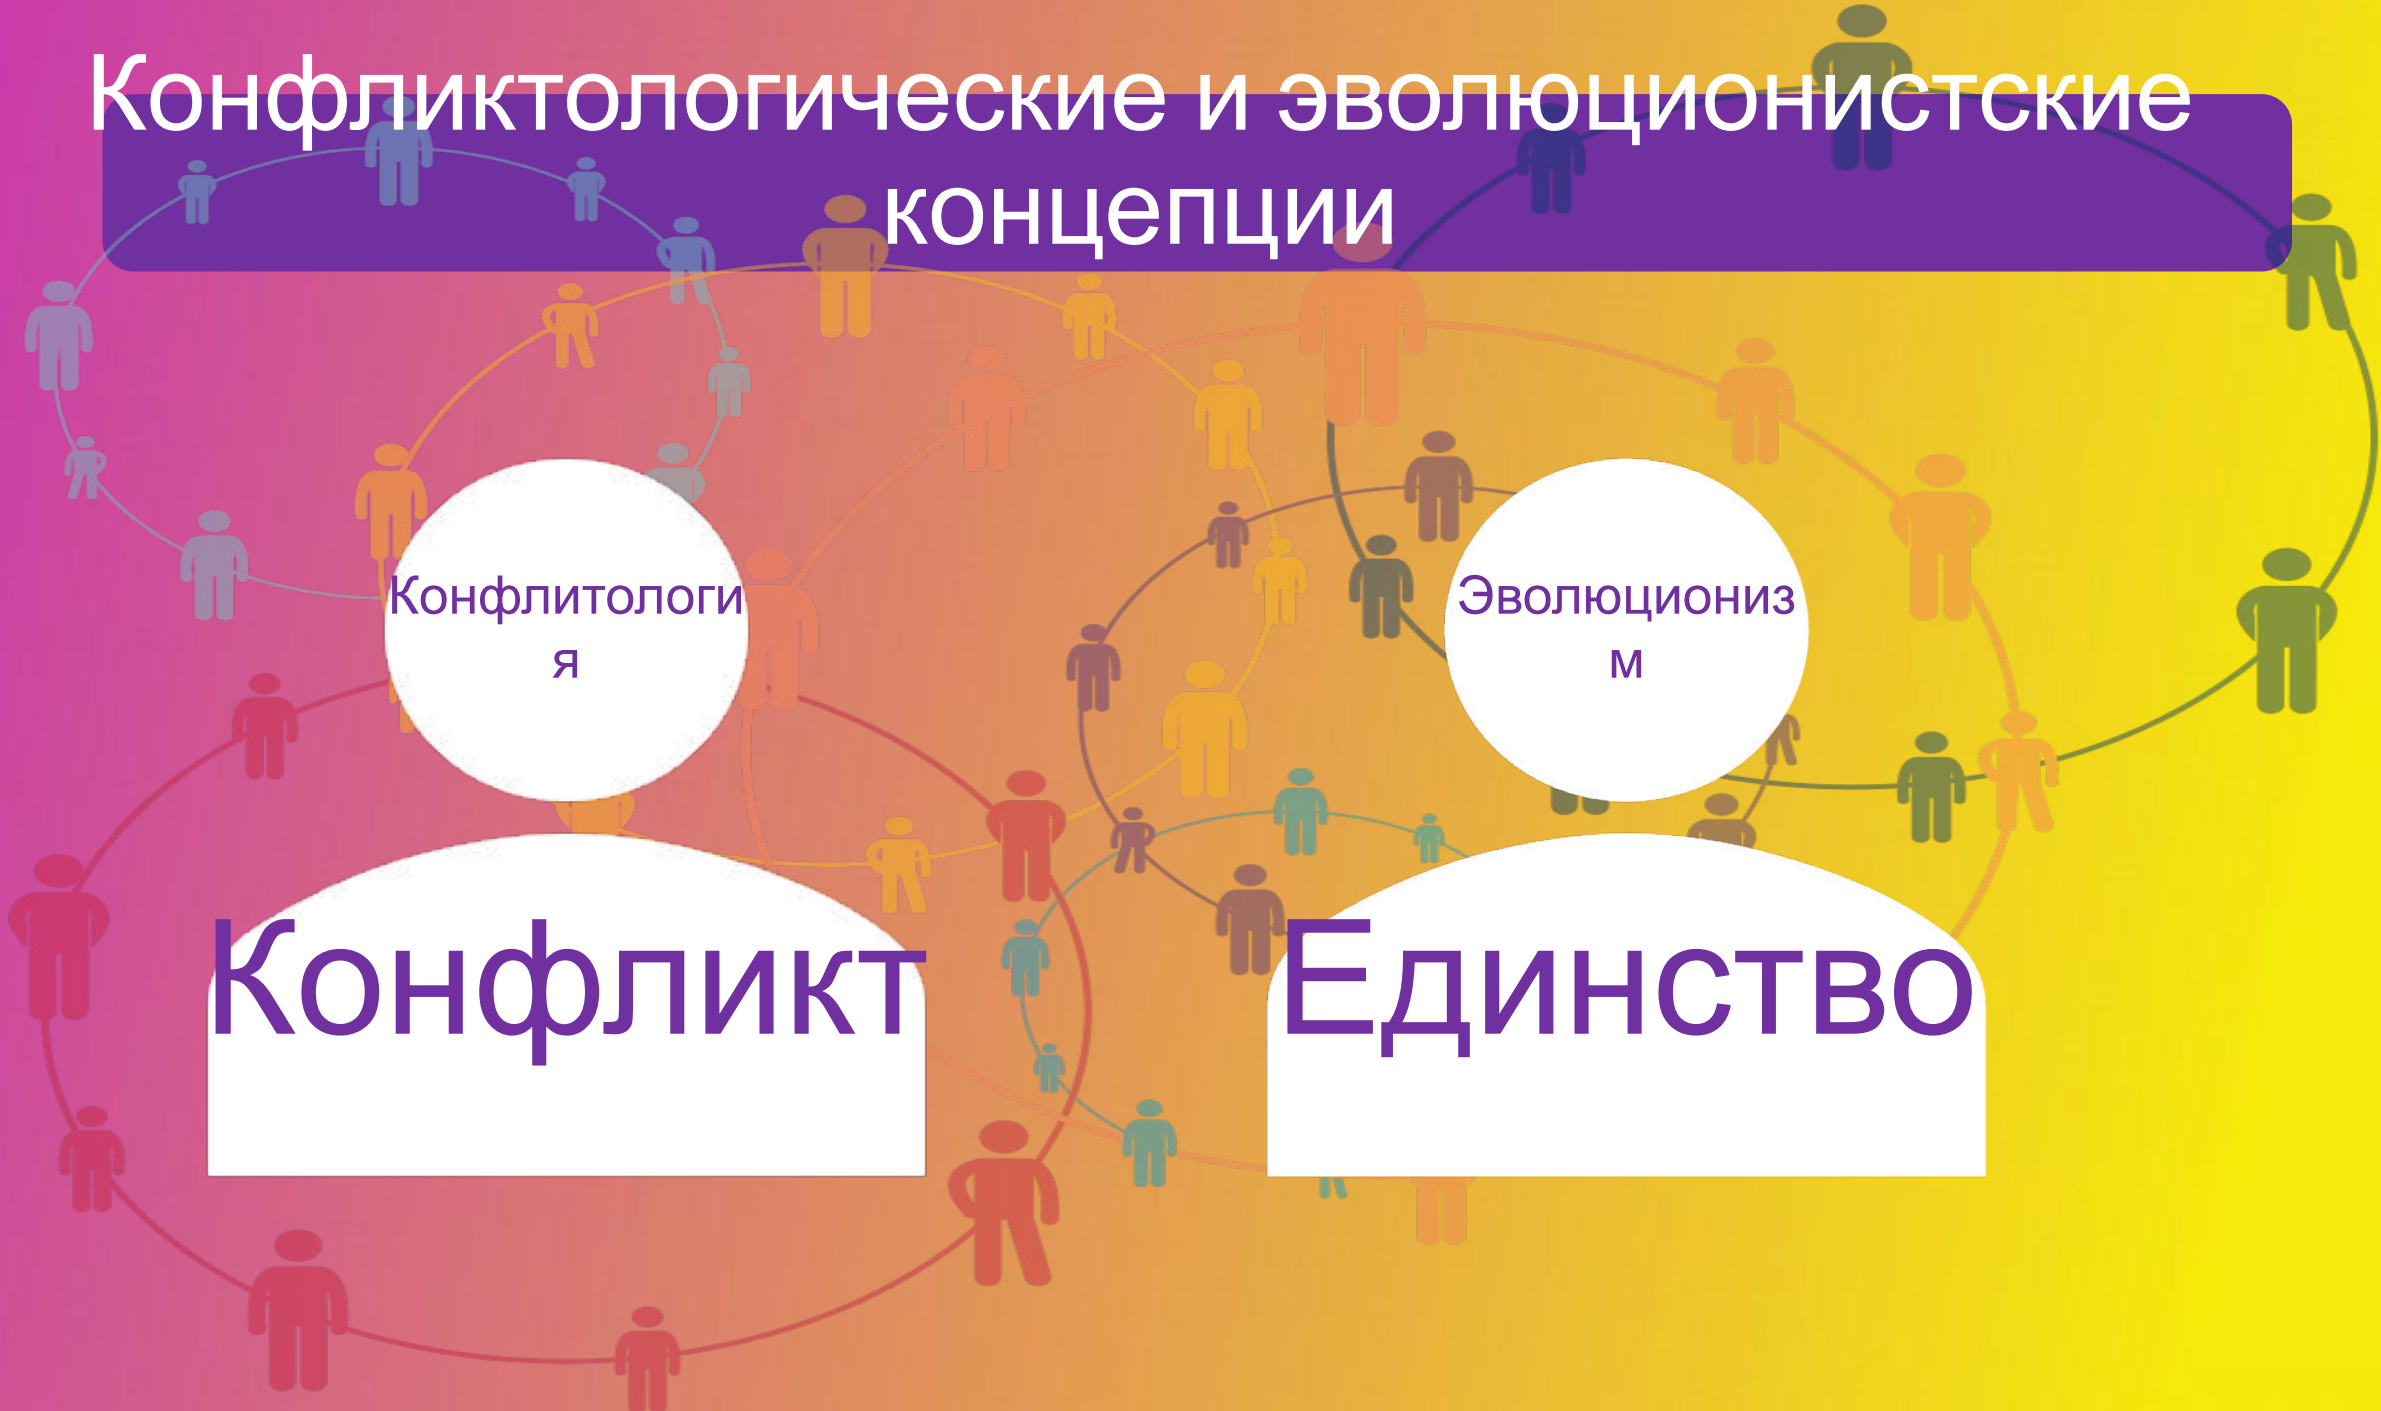 Конфликтологические и эволюционистские
концепции
Конфлитологи
я
Эволюциониз
м
Конфликт
Единство